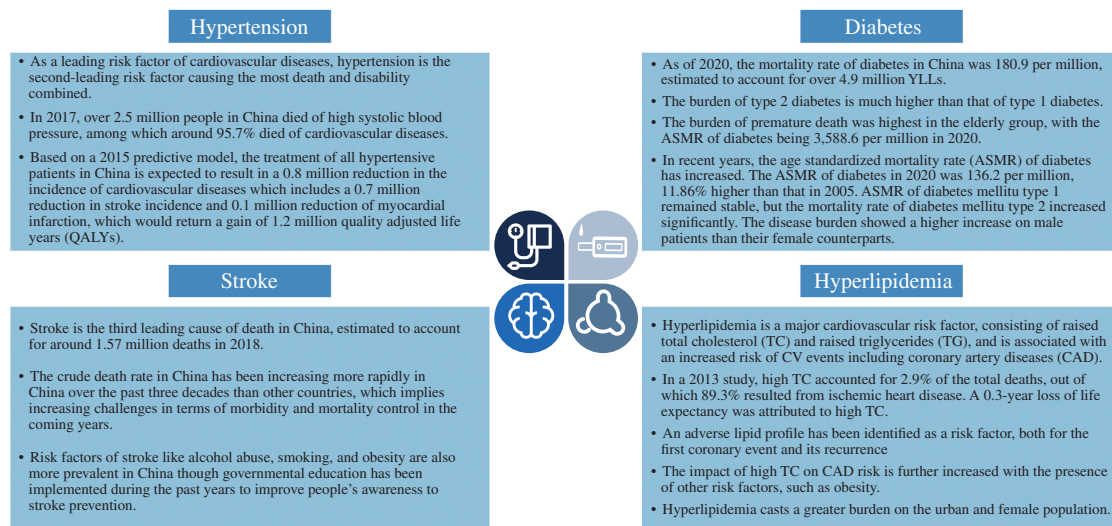 Hypertension
• As a leading risk factor of cardiovascular diseases, hypertension is the
second-leading risk factor causing the most death and disability
combined.
• In 2017, over 2.5 million people in China died of high systolic blood
pressure, among which around 95.7% died of cardiovascular diseases.
• Based on a 2015 predictive model, the treatment of all hypertensive
patients in China is expected to result in a 0.8 million reduction in the
incidence of cardiovascular diseases which includes a 0.7 million
reduction in stroke incidence and 0.1 million reduction of myocardial
infarction, which would return a gain of 1.2 million quality adjusted life
years (QALYs).
Diabetes
• As of 2020, the mortality rate of diabetes in China was 180.9 per million,
estimated to account for over 4.9 million YLLs.
• The burden of type 2 diabetes is much higher than that of type 1 diabetes.
• The burden of premature death was highest in the elderly group, with the
ASMR of diabetes being 3,588.6 per million in 2020.
• In recent years, the age standardized mortality rate (ASMR) of diabetes
has increased. The ASMR of diabetes in 2020 was 136.2 per million,
11.86% higher than that in 2005. ASMR of diabetes mellitu type 1
remained stable, but the mortality rate of diabetes mellitu type 2 increased
significantly. The disease burden showed a higher increase on male
patients than their female counterparts.
Stroke
• Stroke is the third leading cause of death in China, estimated to account
for around 1.57 million deaths in 2018.
• The crude death rate in China has been increasing more rapidly in
China over the past three decades than other countries, which implies
increasing challenges in terms of morbidity and mortality control in the
coming years.
• Risk factors of stroke like alcohol abuse, smoking, and obesity are also
more prevalent in China though governmental education has been
implemented during the past years to improve people's awareness to
stroke prevention.
Hyperlipidemia
• Hyperlipidemia is a major cardiovascular risk factor, consisting of raised
total cholesterol (TC) and raised triglycerides (TG), and is associated with
an increased risk of CV events including coronary artery diseases (CAD).
• In a 2013 study, high TC accounted for 2.9% of the total deaths, out of
which 89.3% resulted from ischemic heart disease. A 0.3-year loss of life
expectancy was attributed to high TC.
• An adverse lipid profile has been identified as a risk factor, both for the
first coronary event and its recurrence
• The impact of high TC on CAD risk is further increased with the presence
of other risk factors, such as obesity.
• Hyperlipidemia casts a greater burden on the urban and female population.